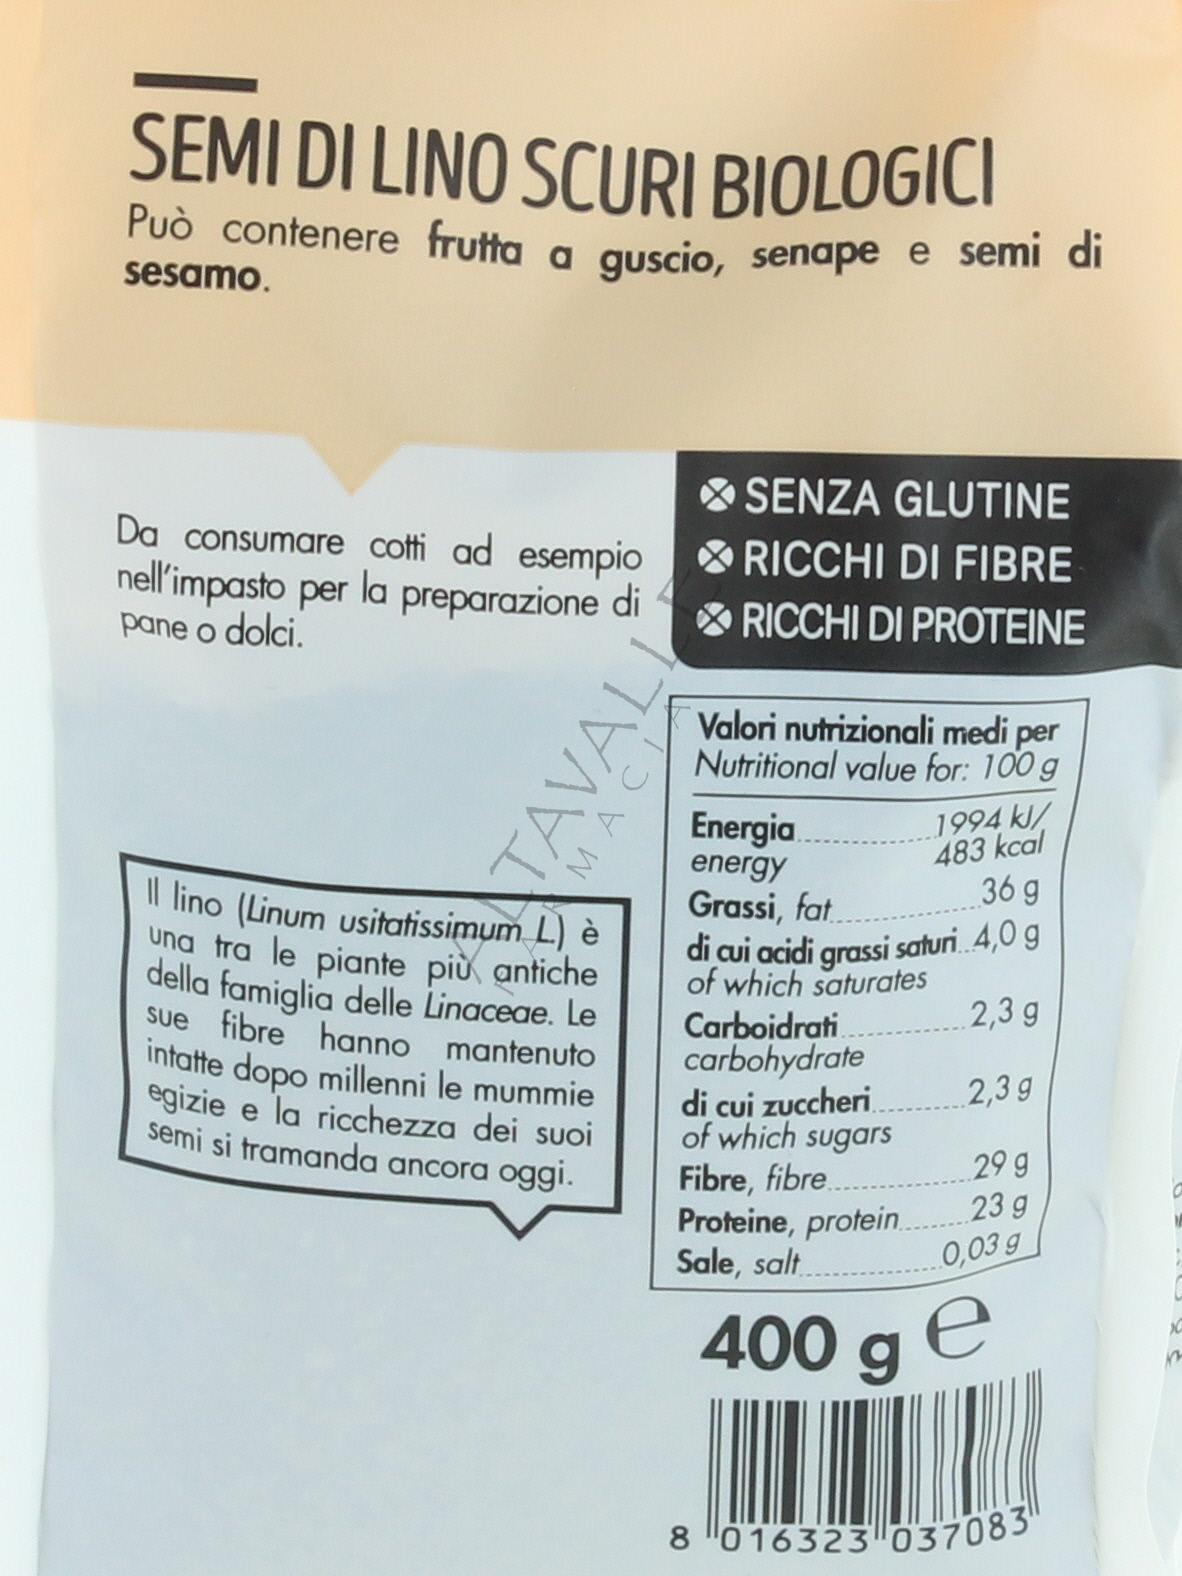 SEMI DI LINO SCURI BIOLOGICI
Può contenere frutta a guscio, senape e semi di
sesamo.
SENZA GLUTINE
RICCHI DI FIBRE
RICCHI DI PROTEINE
Da consumare cotti ad esempio
nell'impasto per la preparazione di
pane o dolci.
Il lino (Linum usitatissimum L.) è
una tra le piante più antiche
della famiglia delle Linaceae. Le
sue fibre hanno mantenuto
intatte dopo millenni le mummie
egizie e la ricchezza dei suoi
semi si tramanda ancora oggi.
Valori nutrizionali medi per
Nutritional value for: 100 g
Energia 1994 kJ/
energy 483 kcal
Grassi, fat 36 g
di cui acidi grassi saturi 4,0 g
of which saturates
Carboidrati 2,3 g
carbohydrate
di cui zuccheri 2,3 g
of which sugars
Fibre, fibre 29 g
Proteine, protein 23 g
Sale, salt 0,03 g
400 g e
8 016323 037083
ALTAVALLE
FARMACIA